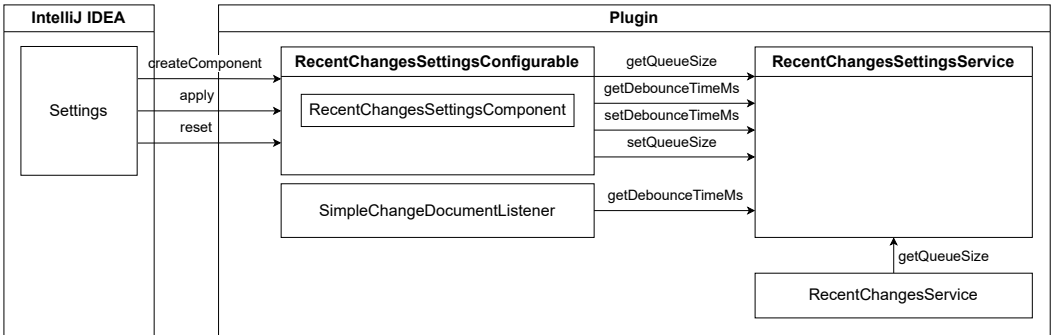 IntelliJ IDEA
Plugin
Settings
createComponent
apply
reset
RecentChangesSettingsConfigurable
RecentChangesSettingsComponent
getQueueSize
getDebounceTimeMs
setDebounceTimeMs
setQueueSize
RecentChangesSettingsService
SimpleChangeDocumentListener
getDebounceTimeMs
getQueueSize
RecentChangesService